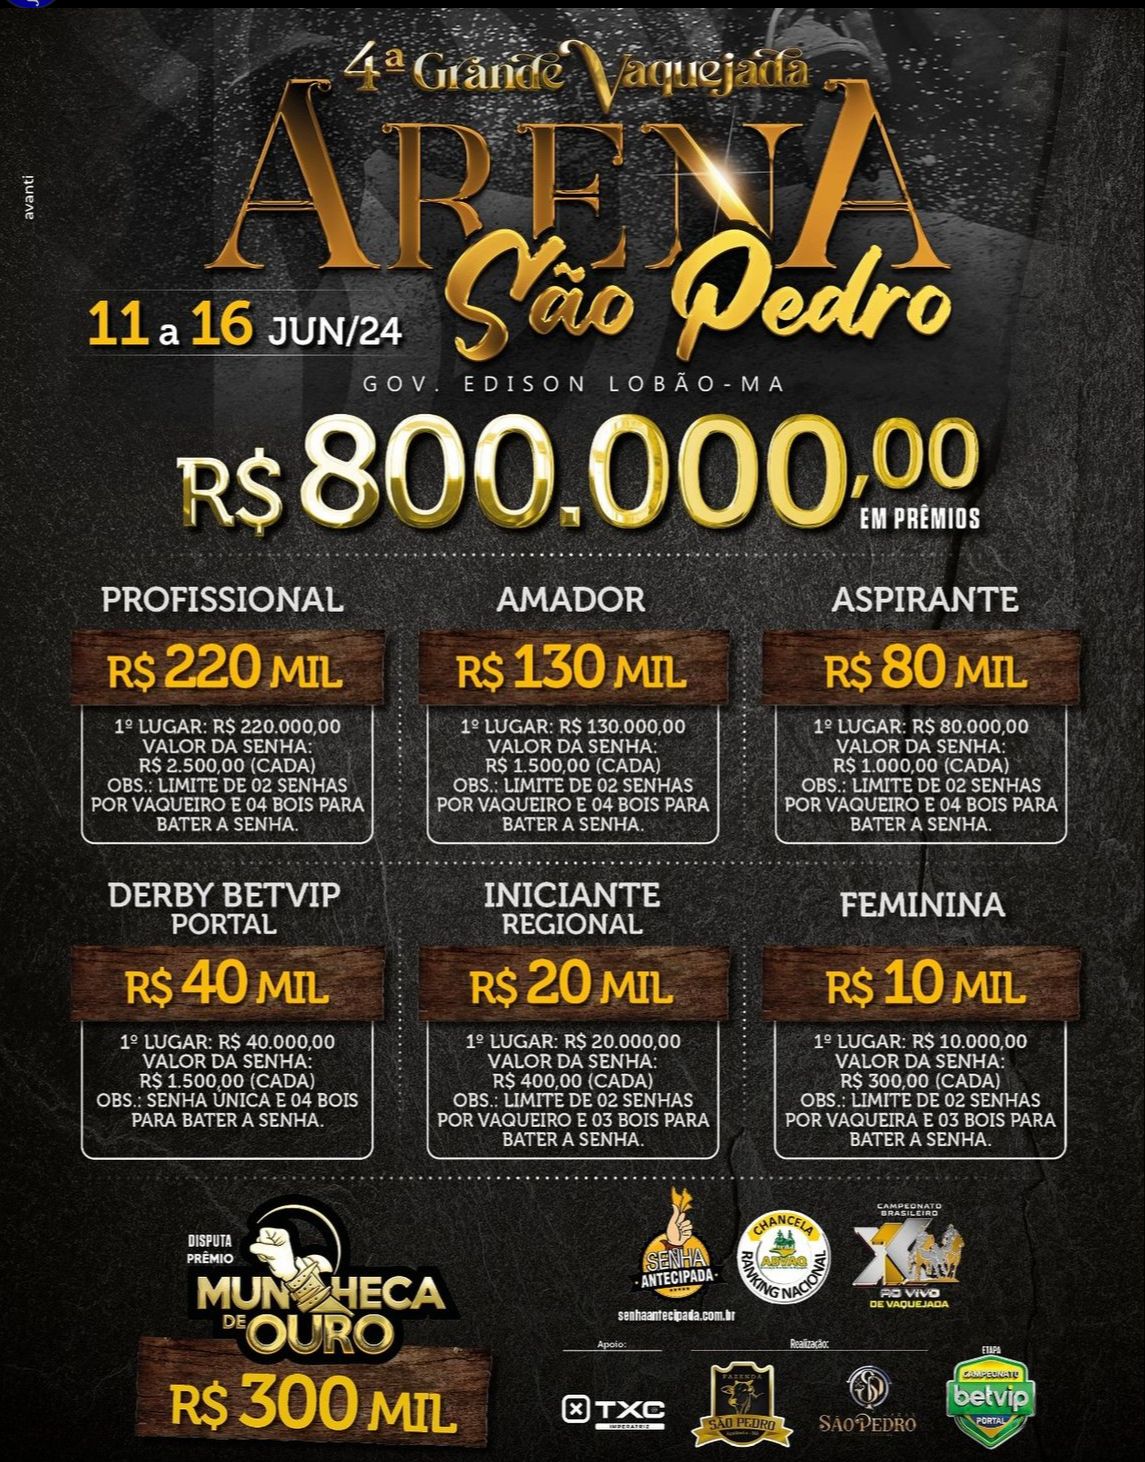 avanti
4ª Grande Vaquejada
ARENA
São Pedro
11 a 16 JUN/24
GOV. EDISON LOBÃO-MA
R$ 800.000,00
EM PRÊMIOS
PROFISSIONAL
R$ 220 MIL
1º LUGAR: R$ 220.000,00
VALOR DA SENHA:
R$ 2.500,00 (CADA)
OBS.: LIMITE DE 02 SENHAS
POR VAQUEIRO E 04 BOIS PARA
BATER A SENHA.
AMADOR
R$ 130 MIL
1º LUGAR: R$ 130.000,00
VALOR DA SENHA:
R$ 1.500,00 (CADA)
OBS.: LIMITE DE 02 SENHAS
POR VAQUEIRO E 04 BOIS PARA
BATER A SENHA.
ASPIRANTE
R$ 80 MIL
1º LUGAR: R$ 80.000,00
VALOR DA SENHA:
R$ 1.000,00 (CADA)
OBS.: LIMITE DE 02 SENHAS
POR VAQUEIRO E 04 BOIS PARA
BATER A SENHA.
DERBY BETVIP
PORTAL
R$ 40 MIL
1º LUGAR: R$ 40.000,00
VALOR DA SENHA:
R$ 1.500,00 (CADA)
OBS.: SENHA ÚNICA E 04 BOIS
PARA BATER A SENHA.
INICIANTE
REGIONAL
R$ 20 MIL
1º LUGAR: R$ 20.000,00
VALOR DA SENHA:
R$ 400,00 (CADA)
OBS.: LIMITE DE 02 SENHAS
POR VAQUEIRO E 03 BOIS PARA
BATER A SENHA.
FEMININA
R$ 10 MIL
1º LUGAR: R$ 10.000,00
VALOR DA SENHA:
R$ 300,00 (CADA)
OBS.: LIMITE DE 02 SENHAS
POR VAQUEIRA E 03 BOIS PARA
BATER A SENHA.
DISPUTA
PRÊMIO
MUNHECA
DE OURO
R$ 300 MIL
SENHA
ANTECIPADA
senhaantecipada.com.br
CHANCELA
ABVAQ
RANKING NACIONAL
CAMPEONATO
BRASILEIRO
X1
AO VIVO
DE VAQUEJADA
Apoio:
TXC
IMPERATRIZ
Realização:
FAZENDA
SÃO PEDRO
SÃO PEDRO
ETAPA
CAMPEONATO
betvip
PORTAL